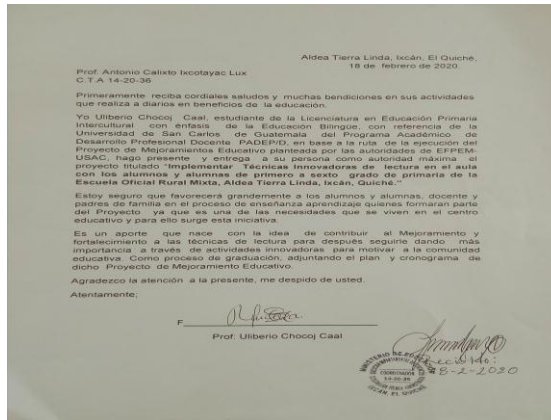 Aldea Tierra Linda, Ixcán, El Quiché,
18 de febrero de 2020.
Prof. Antonio Calixto Ixcotayac Lux
C.T.A 14-20-36
Primeramente reciba cordiales saludos y muchas bendiciones en sus actividades
que realiza a diarios en beneficios de la educación.
Yo Uliberio Chocoj Caal, estudiante de la Licenciatura en Educación Primaria
Intercultural con énfasis de la Educación Bilingüe, con referencia de la
Universidad de San Carlos de Guatemala del Programa Académico de
Desarrollo Profesional Docente PADEP/D, en base a la ruta de la ejecución del
Proyecto de Mejoramientos Educativo planteada por las autoridades de EFPEM-
USAC, hago presente y entrega a su persona como autoridad máxima el
proyecto titulado "Implementar Técnicas Innovadoras de lectura en el aula
con los alumnos y alumnas de primero a sexto grado de primaria de la
Escuela Oficial Rural Mixta, Aldea Tierra Linda, Ixcán, Quiché."
Estoy seguro que favorecerá grandemente a los alumnos y alumnas, docente y
padres de familia en el proceso de enseñanza aprendizaje quienes formaran parte
del Proyecto ya que es una de las necesidades que se viven en el centro
educativo y para ello surge esta iniciativa.
Es un aporte que nace con la idea de contribuir al Mejoramiento y
fortalecimiento a las técnicas de lectura para después seguirle dando más
importancia a través de actividades innovadoras para motivar a la comunidad
educativa. Como proceso de graduación, adjuntando el plan y cronograma de
dicho Proyecto de Mejoramiento Educativo.
Agradezco la atención a la presente, me despido de usted.
Atentamente;
F
Prof: Uliberio Chocoj Caal
MINISTERIO DE EDUCACIÓN
COORDINADOR
14-20-36
IXCÁN, EL QUICHÉ
Recibido:
18-2-2020